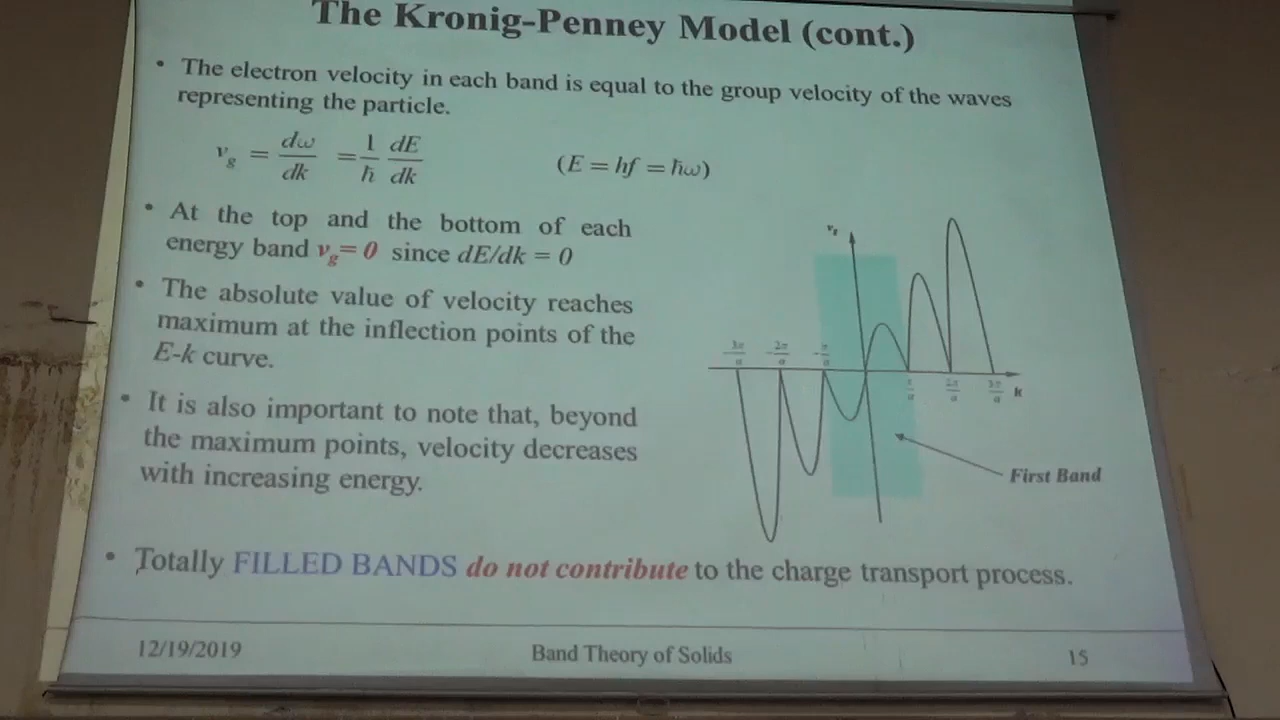 The Kronig-Penney Model (cont.)
• The electron velocity in each band is equal to the group velocity of the waves
representing the particle.
v_g = dω/dk = 1/ħ dE/dk (E = hf = ħω)
• At the top and the bottom of each
energy band v_g= 0 since dE/dk = 0
• The absolute value of velocity reaches
maximum at the inflection points of the
E-k curve.
• It is also important to note that, beyond
the maximum points, velocity decreases
with increasing energy.
v_g
-3π/a -2π/a -π/a
π/a 2π/a 3π/a k
First Band
• Totally FILLED BANDS do not contribute to the charge transport process.
12/19/2019 Band Theory of Solids 15